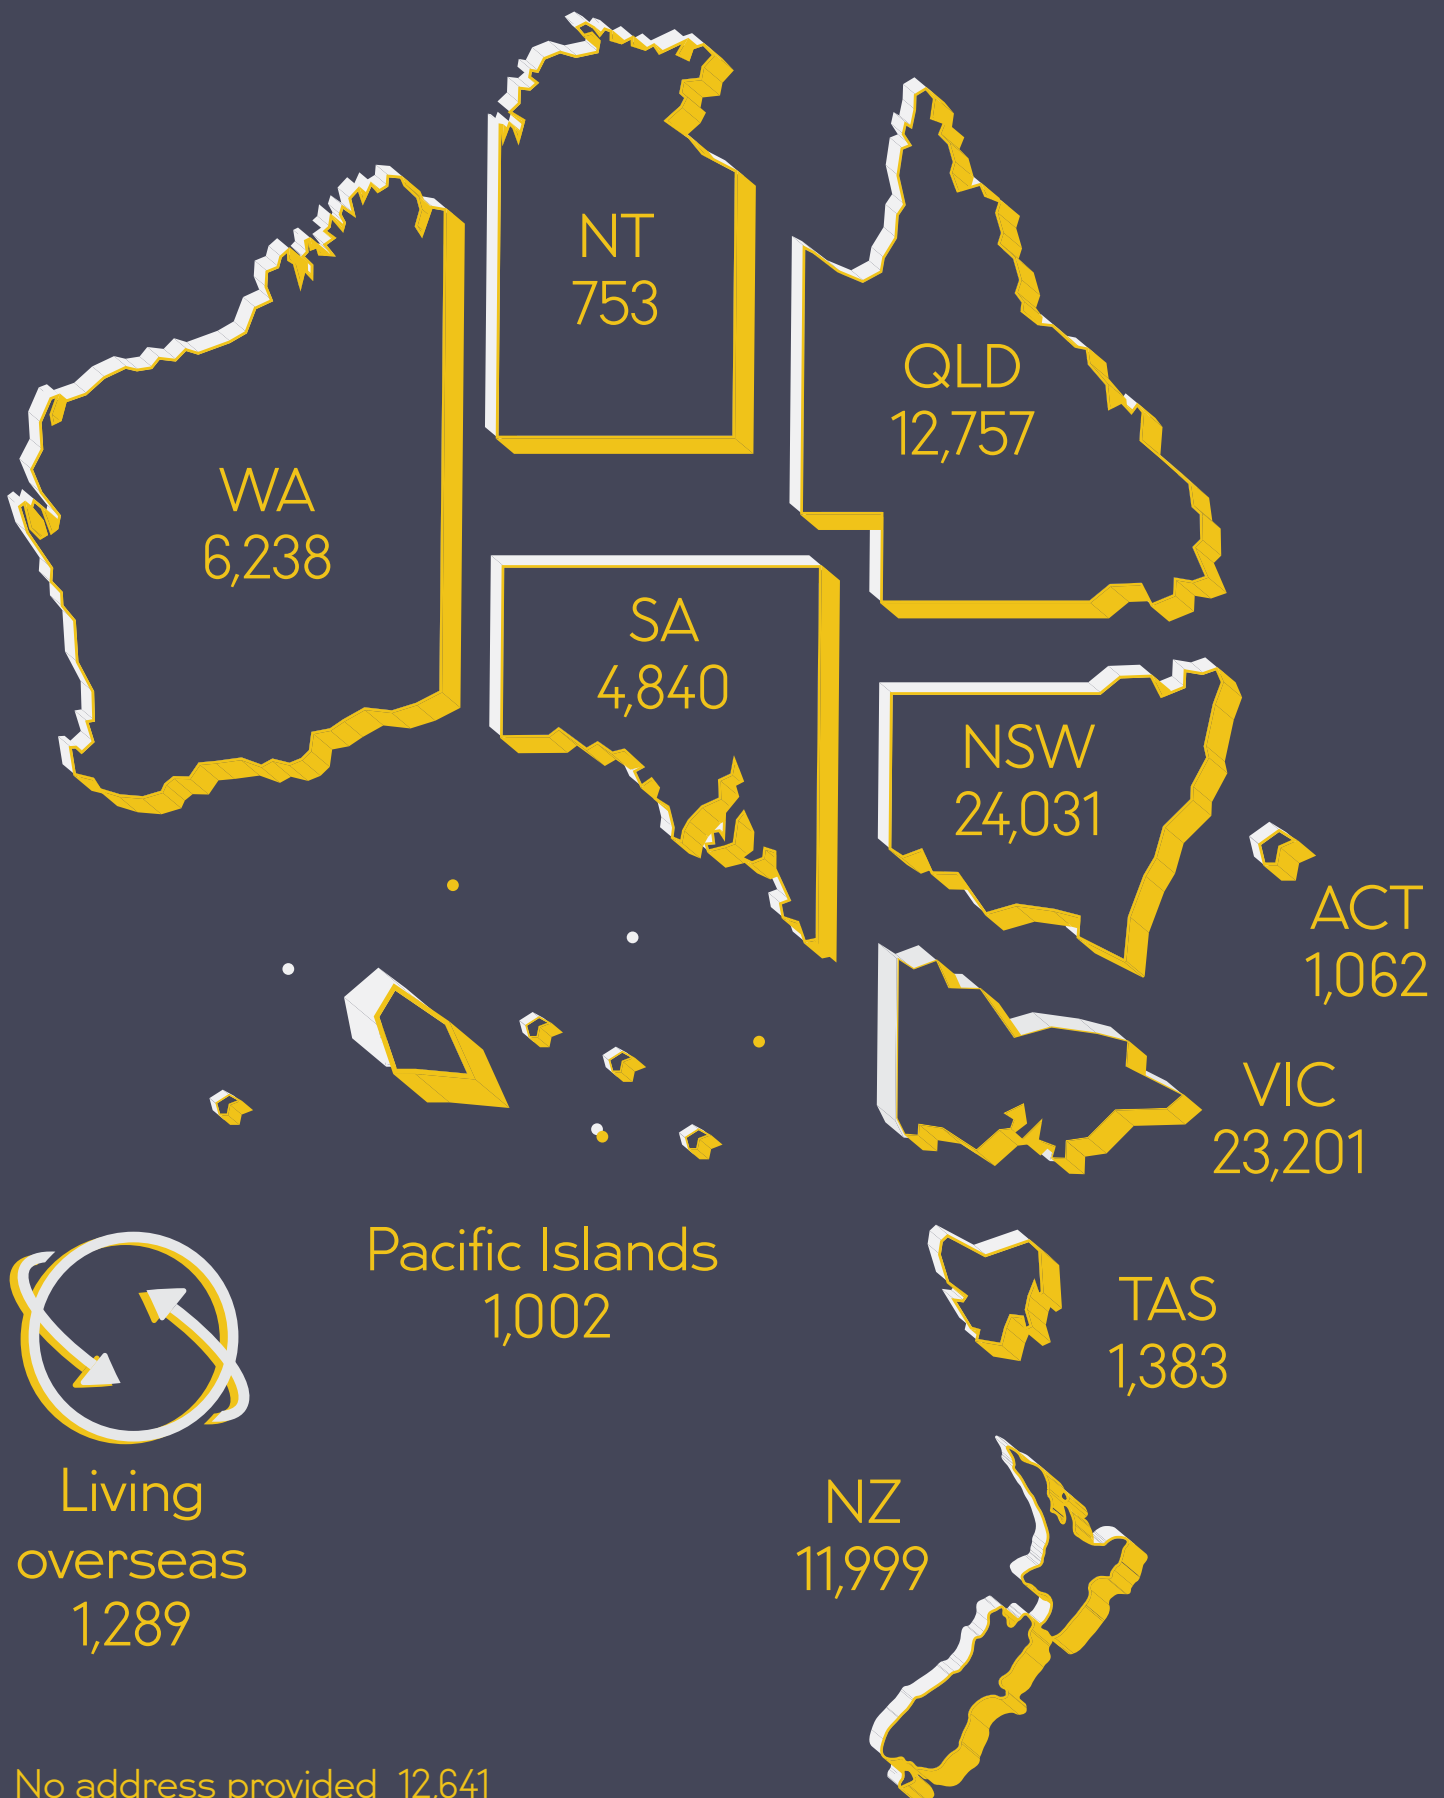 NT
753
QLD
12,757
WA
6,238
SA
4,840
NSW
24,031
ACT
1,062
VIC
23,201
Pacific Islands
1,002
TAS
1,383
Living
overseas
1,289
NZ
11,999
No address provided 12,641